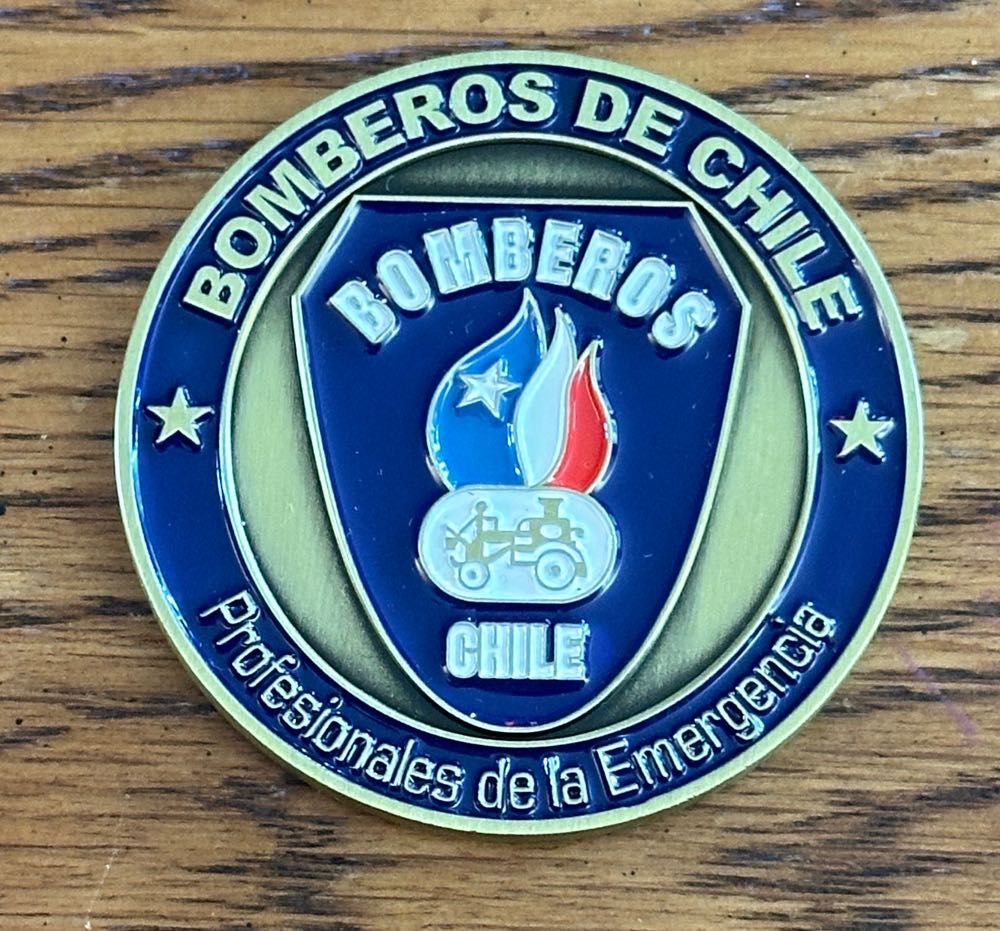 BOMBEROS DE CHILE
BOMBEROS
CHILE
Profesionales de la Emergencia